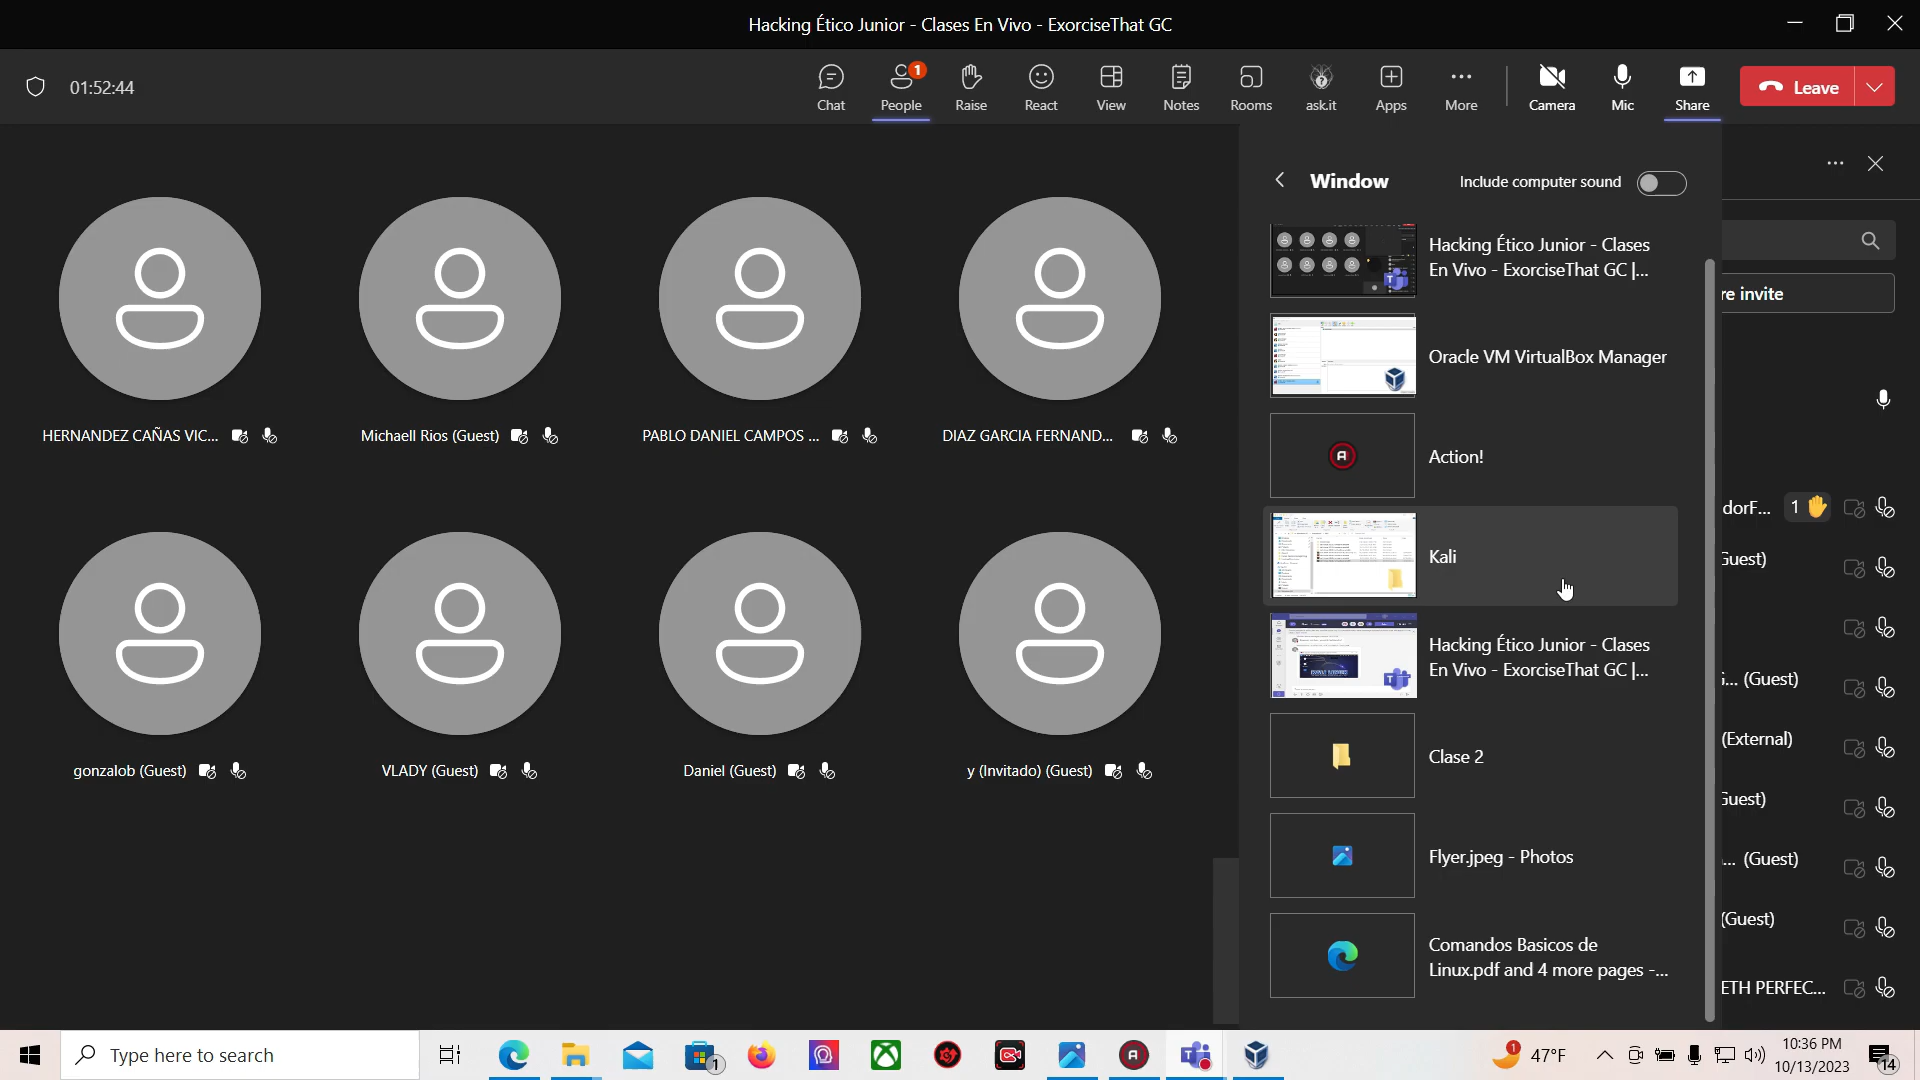 Hacking Ético Junior - Clases En Vivo - ExorciseThat GC
01:52:44
Chat
People
1
Raise
React
View
Notes
Rooms
ask.it
Apps
More
Camera
Mic
Share
Leave
Window
Include computer sound
Hacking Ético Junior - Clases
En Vivo - ExorciseThat GC |...
Oracle VM VirtualBox Manager
Action!
Kali
Hacking Ético Junior - Clases
En Vivo - ExorciseThat GC |...
Clase 2
Flyer.jpeg - Photos
Comandos Basicos de
Linux.pdf and 4 more pages -...
HERNANDEZ CAÑAS VIC...
Michaell Rios (Guest)
PABLO DANIEL CAMPOS ...
DIAZ GARCIA FERNAND...
gonzalob (Guest)
VLADY (Guest)
Daniel (Guest)
y (Invitado) (Guest)
re invite
dorF...
1
Guest)
... (Guest)
(External)
Guest)
... (Guest)
(Guest)
ETH PERFEC...
Type here to search
1
1
47°F
10:36 PM
10/13/2023
14